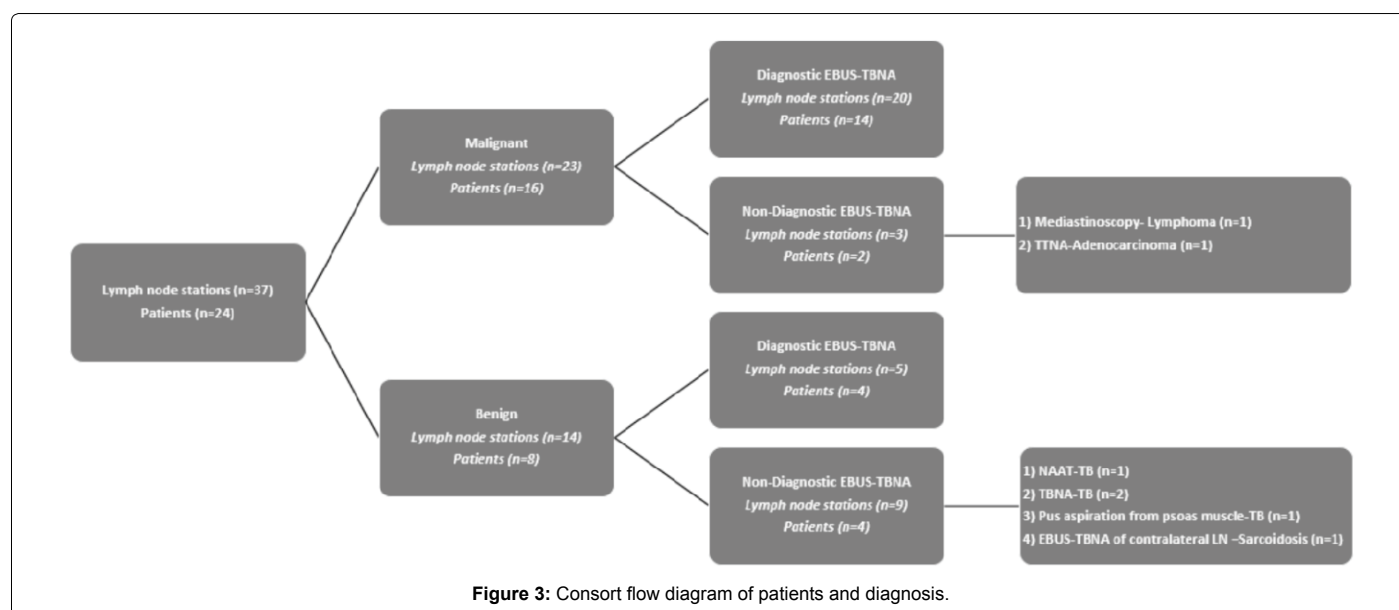 Lymph node stations (n=37)
Patients (n=24)
Malignant
Lymph node stations (n=23)
Patients (n=16)
Benign
Lymph node stations (n=14)
Patients (n=8)
Diagnostic EBUS-TBNA
Lymph node stations (n=20)
Patients (n=14)
Non-Diagnostic EBUS-TBNA
Lymph node stations (n=3)
Patients (n=2)
Diagnostic EBUS-TBNA
Lymph node stations (n=5)
Patients (n=4)
Non-Diagnostic EBUS-TBNA
Lymph node stations (n=9)
Patients (n=4)
1) Mediastinoscopy- Lymphoma (n=1)
2) TTNA-Adenocarcinoma (n=1)
1) NAAT-TB (n=1)
2) TBNA-TB (n=2)
3) Pus aspiration from psoas muscle-TB (n=1)
4) EBUS-TBNA of contralateral LN –Sarcoidosis (n=1)
Figure 3: Consort flow diagram of patients and diagnosis.